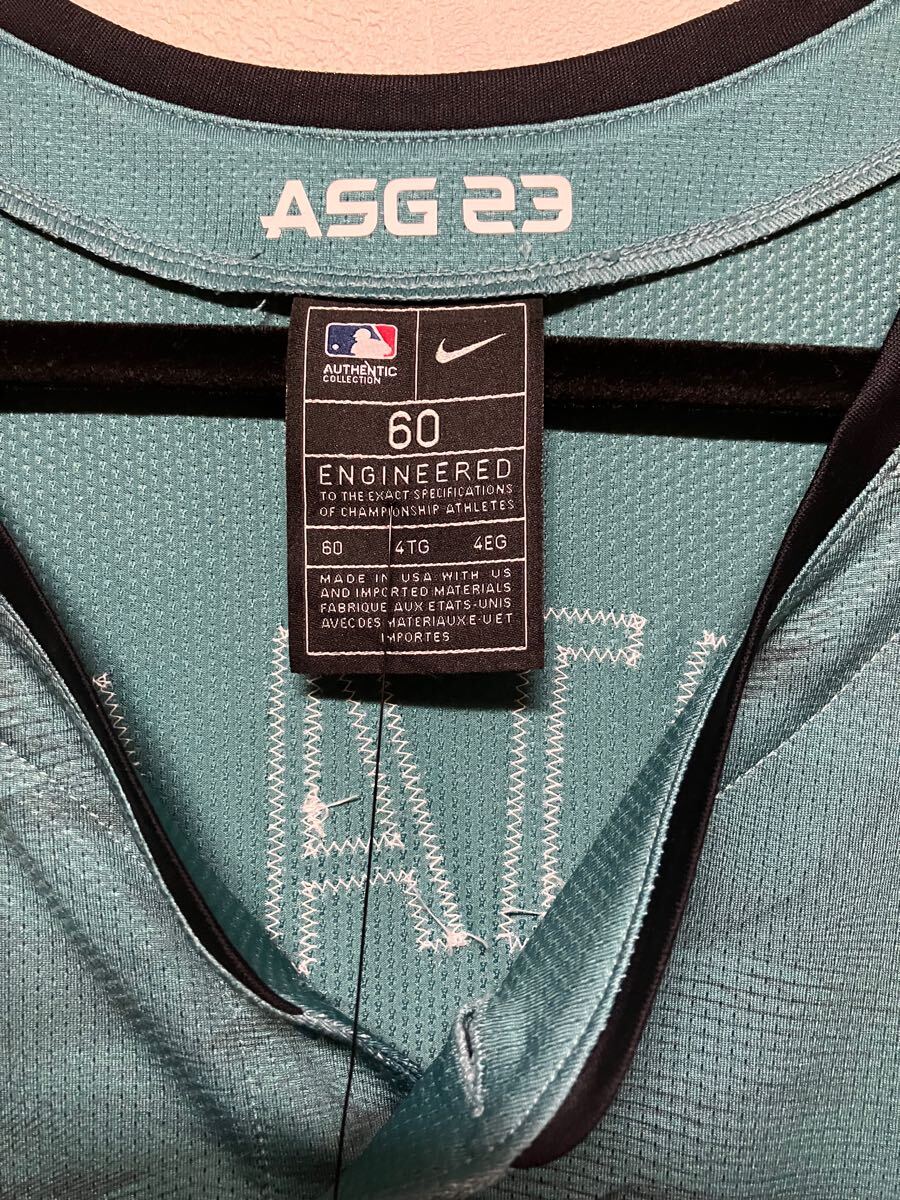 ASG 23
AUTHENTIC
COLLECTION
60
ENGINEERED
TO THE EXACT SPECIFICATIONS
OF CHAMPIONSHIP ATHLETES
60 4TG 4EG
MADE IN USA WITH US
AND IMPORTED MATERIALS
FABRIQUE AUX ETATS-UNIS
AVEC DES MATERIAUX E-U ET
IMPORTES